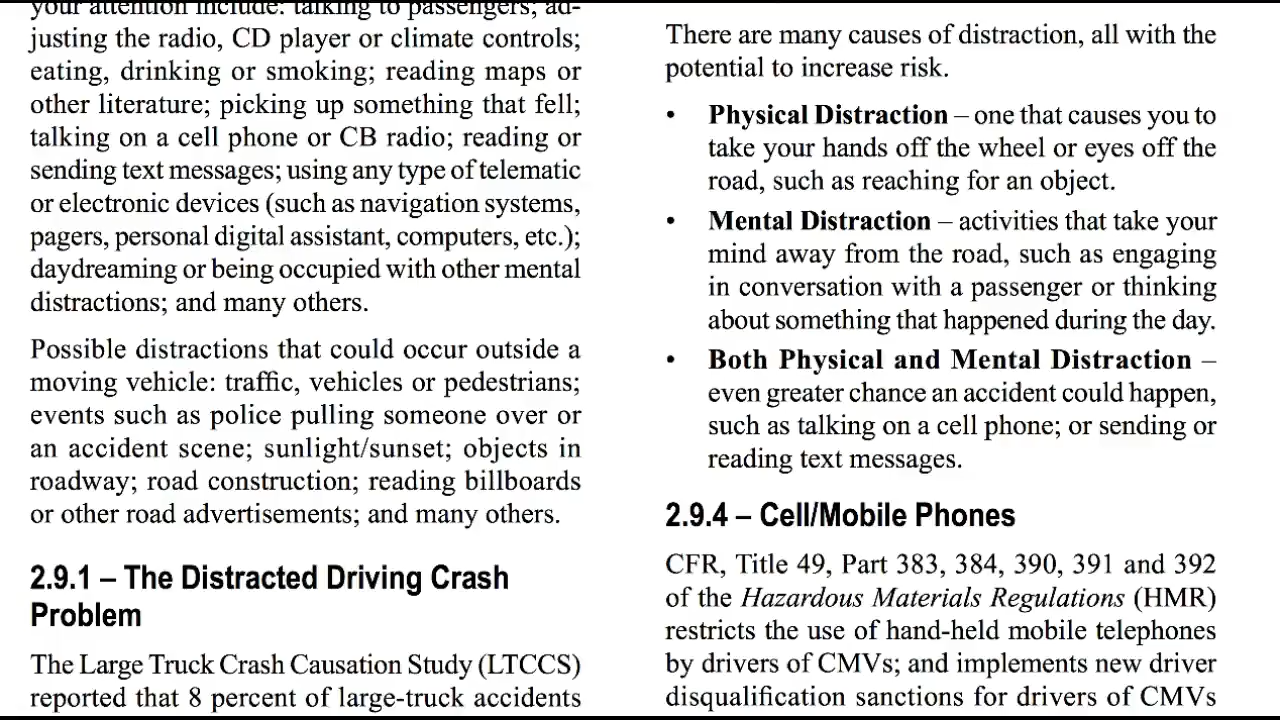 your attention include: talking to passengers; ad-
justing the radio, CD player or climate controls;
eating, drinking or smoking; reading maps or
other literature; picking up something that fell;
talking on a cell phone or CB radio; reading or
sending text messages; using any type of telematic
or electronic devices (such as navigation systems,
pagers, personal digital assistant, computers, etc.);
daydreaming or being occupied with other mental
distractions; and many others.
Possible distractions that could occur outside a
moving vehicle: traffic, vehicles or pedestrians;
events such as police pulling someone over or
an accident scene; sunlight/sunset; objects in
roadway; road construction; reading billboards
or other road advertisements; and many others.
2.9.1 – The Distracted Driving Crash
Problem
The Large Truck Crash Causation Study (LTCCS)
reported that 8 percent of large-truck accidents
There are many causes of distraction, all with the
potential to increase risk.
• Physical Distraction – one that causes you to
take your hands off the wheel or eyes off the
road, such as reaching for an object.
• Mental Distraction – activities that take your
mind away from the road, such as engaging
in conversation with a passenger or thinking
about something that happened during the day.
• Both Physical and Mental Distraction –
even greater chance an accident could happen,
such as talking on a cell phone; or sending or
reading text messages.
2.9.4 – Cell/Mobile Phones
CFR, Title 49, Part 383, 384, 390, 391 and 392
of the Hazardous Materials Regulations (HMR)
restricts the use of hand-held mobile telephones
by drivers of CMVs; and implements new driver
disqualification sanctions for drivers of CMVs